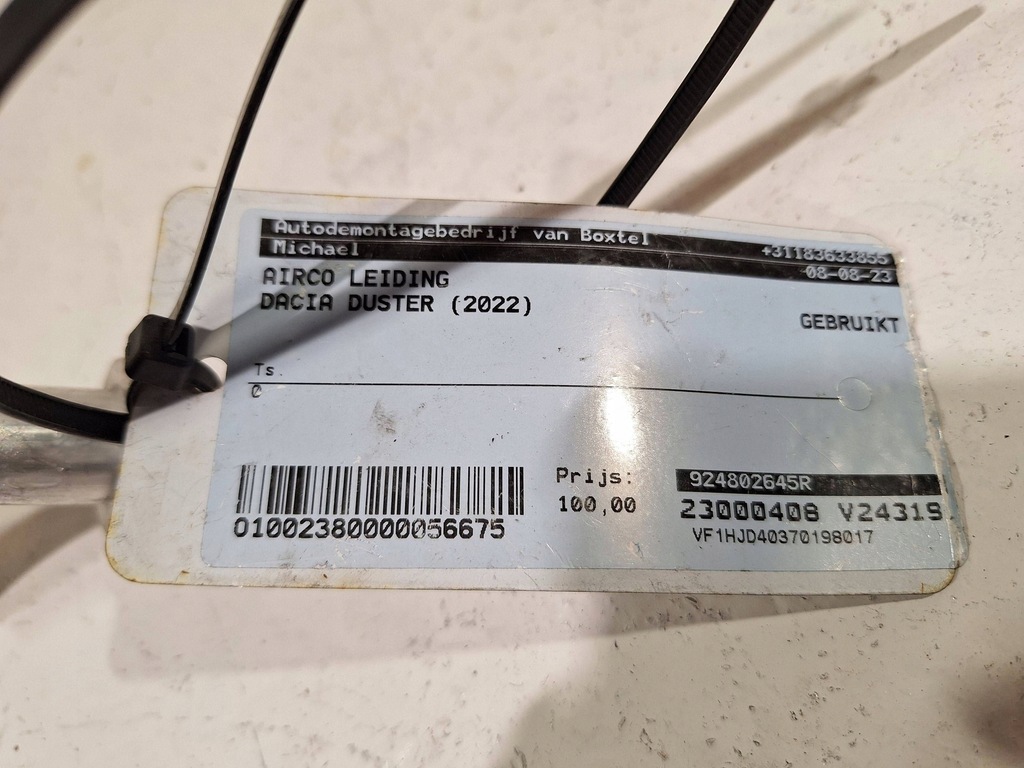 Autodemontagebedrijf van Boxtel +31183633855
Michael 08-08-23
AIRCO LEIDING
DACIA DUSTER (2022)
GEBRUIKT
Ts.
0
Prijs: 924802645R
100,00 23000408 V24319
01002380000056675 VF1HJD40370198017